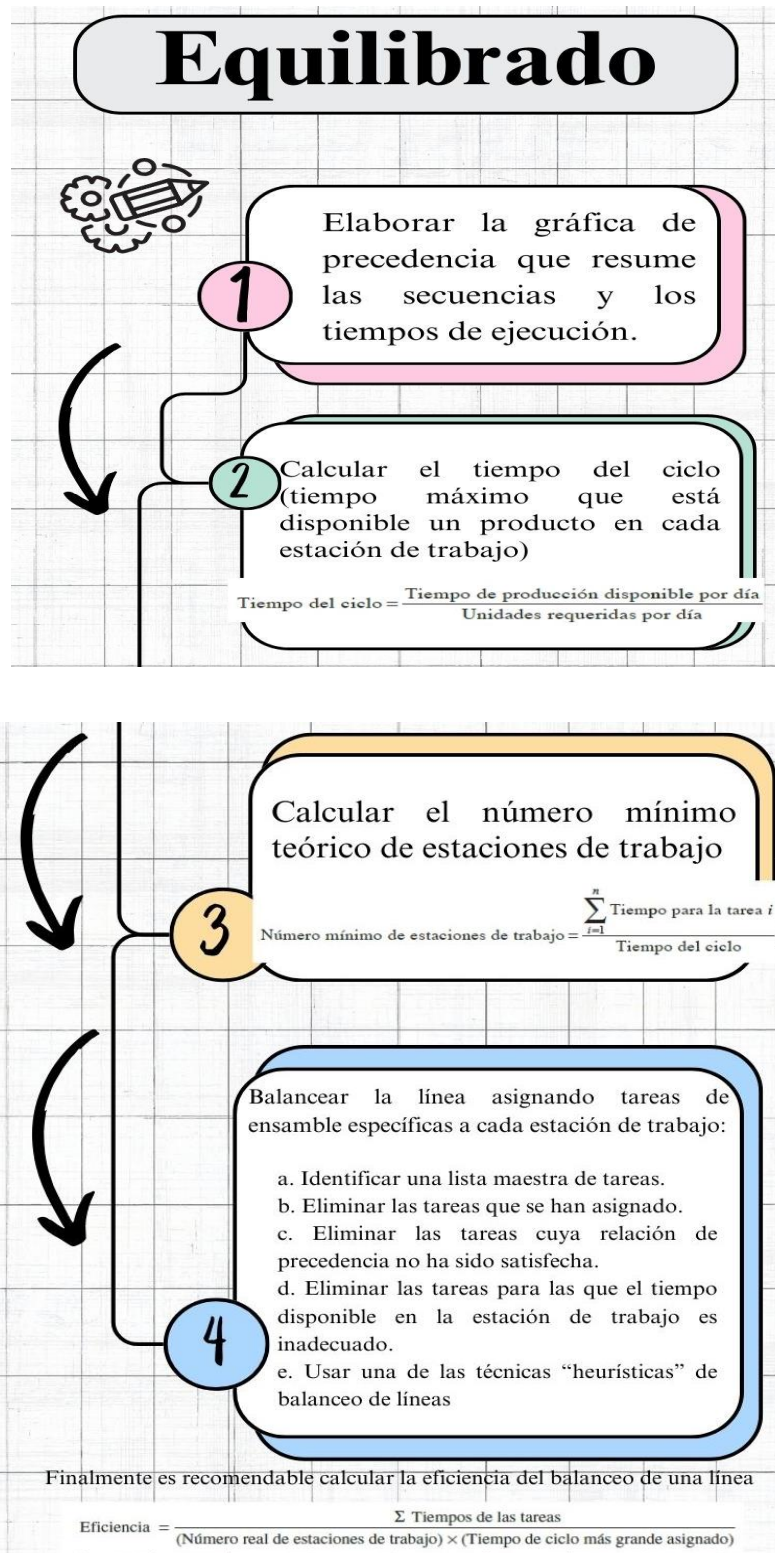 Equilibrado
1
Elaborar la gráfica de
precedencia que resume
las secuencias y los
tiempos de ejecución.
2
Calcular el tiempo del ciclo
(tiempo máximo que está
disponible un producto en cada
estación de trabajo)
Tiempo del ciclo = Tiempo de producción disponible por día
Unidades requeridas por día
3
Calcular el número mínimo
teórico de estaciones de trabajo
n
∑ Tiempo para la tarea i
Número mínimo de estaciones de trabajo = i=1
Tiempo del ciclo
4
Balancear la línea asignando tareas de
ensamble específicas a cada estación de trabajo:
a. Identificar una lista maestra de tareas.
b. Eliminar las tareas que se han asignado.
c. Eliminar las tareas cuya relación de
precedencia no ha sido satisfecha.
d. Eliminar las tareas para las que el tiempo
disponible en la estación de trabajo es
inadecuado.
e. Usar una de las técnicas “heurísticas” de
balanceo de líneas
Finalmente es recomendable calcular la eficiencia del balanceo de una línea
Σ Tiempos de las tareas
Eficiencia =
(Número real de estaciones de trabajo) × (Tiempo de ciclo más grande asignado)